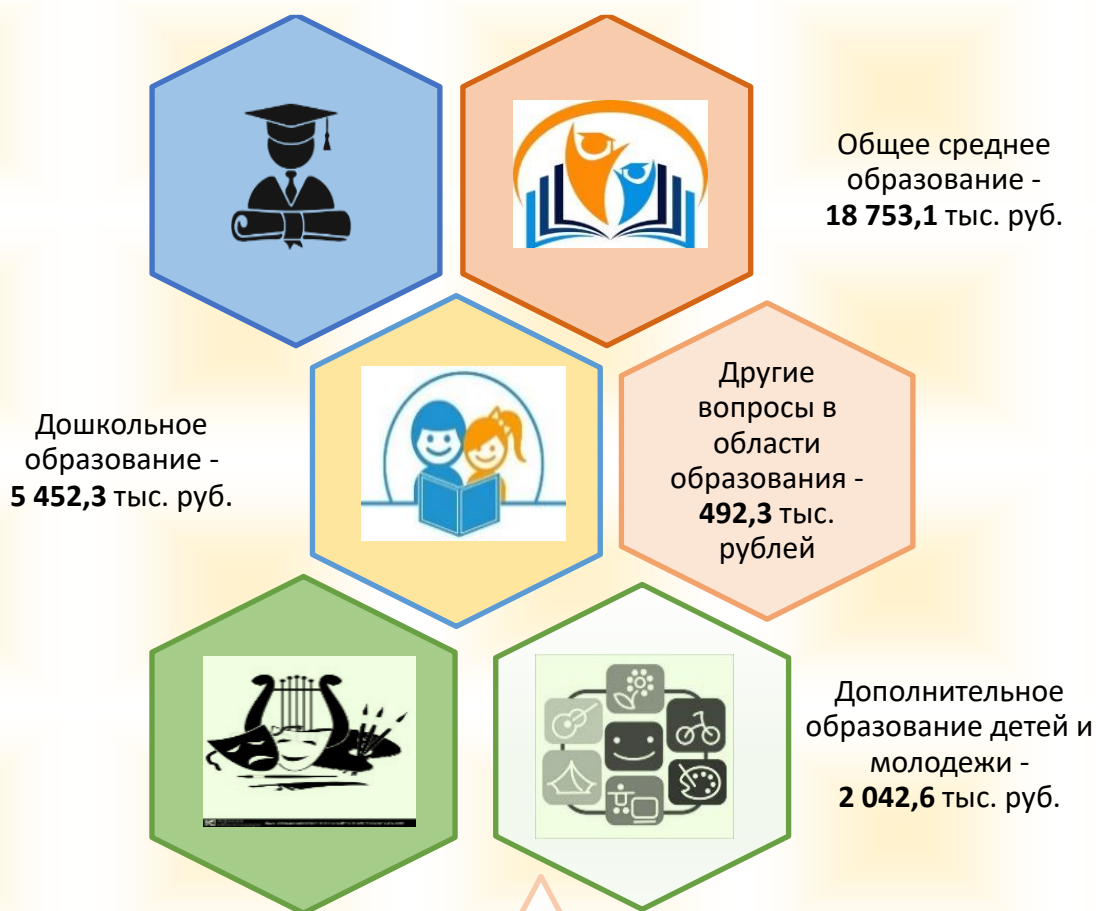 Общее среднее
образование -
18 753,1 тыс. руб.
Дошкольное
образование -
5 452,3 тыс. руб.
Другие
вопросы в
области
образования -
492,3 тыс.
рублей
Дополнительное
образование детей и
молодежи -
2 042,6 тыс. руб.